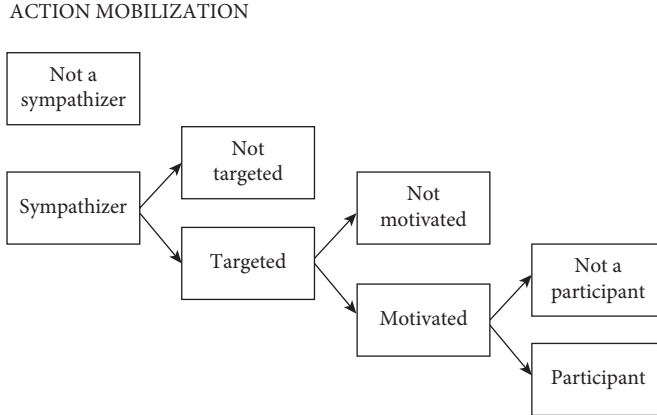 ACTION MOBILIZATION
Not a
sympathizer
Sympathizer
Not
targeted
Targeted
Not
motivated
Motivated
Not a
participant
Participant